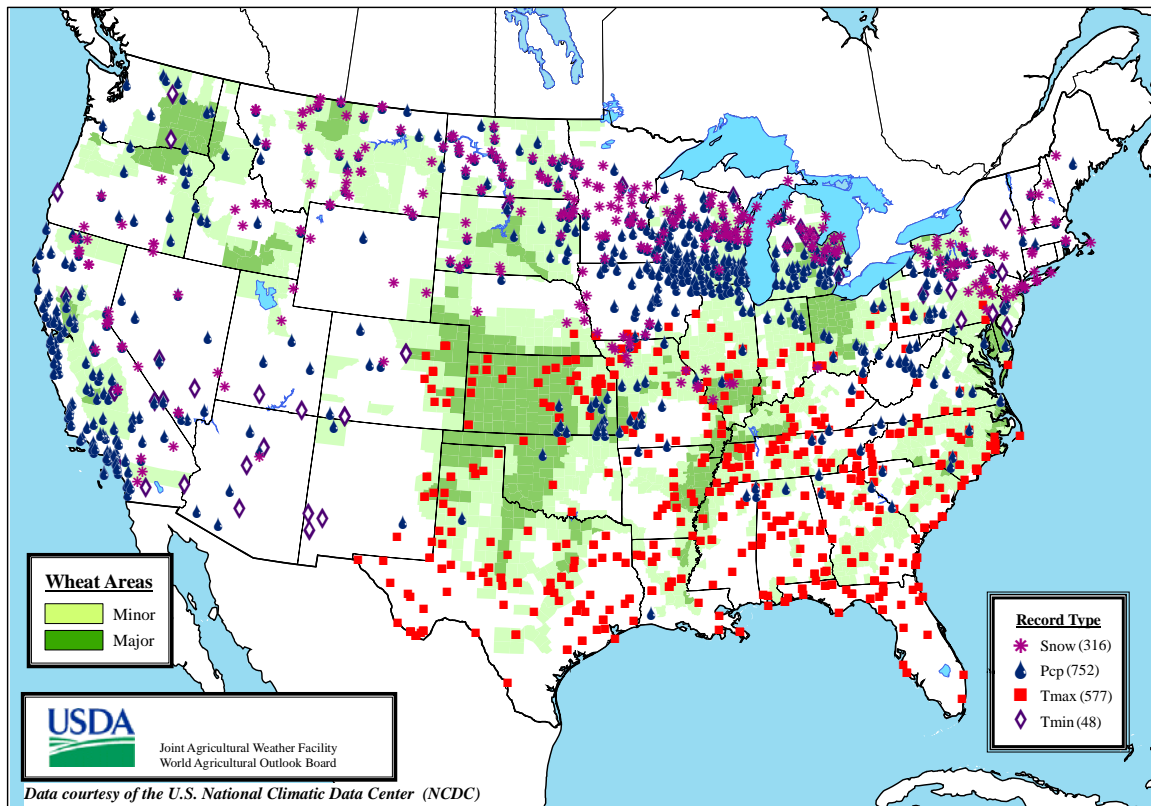 Wheat Areas
Minor
Major
Record Type
Snow (316)
Pcp (752)
Tmax (577)
Tmin (48)
USDA
Joint Agricultural Weather Facility
World Agricultural Outlook Board
Data courtesy of the U.S. National Climatic Data Center (NCDC)